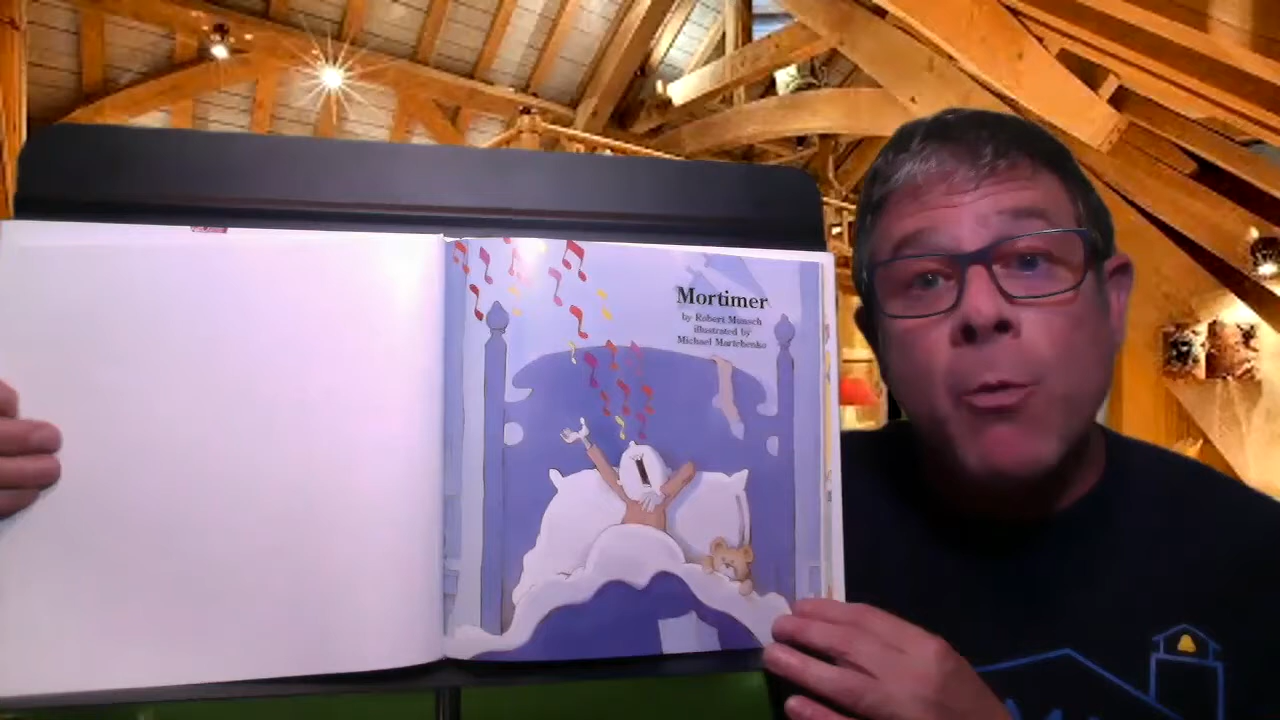 Mortimer
by Robert Munsch
illustrated by
Michael Martchenko